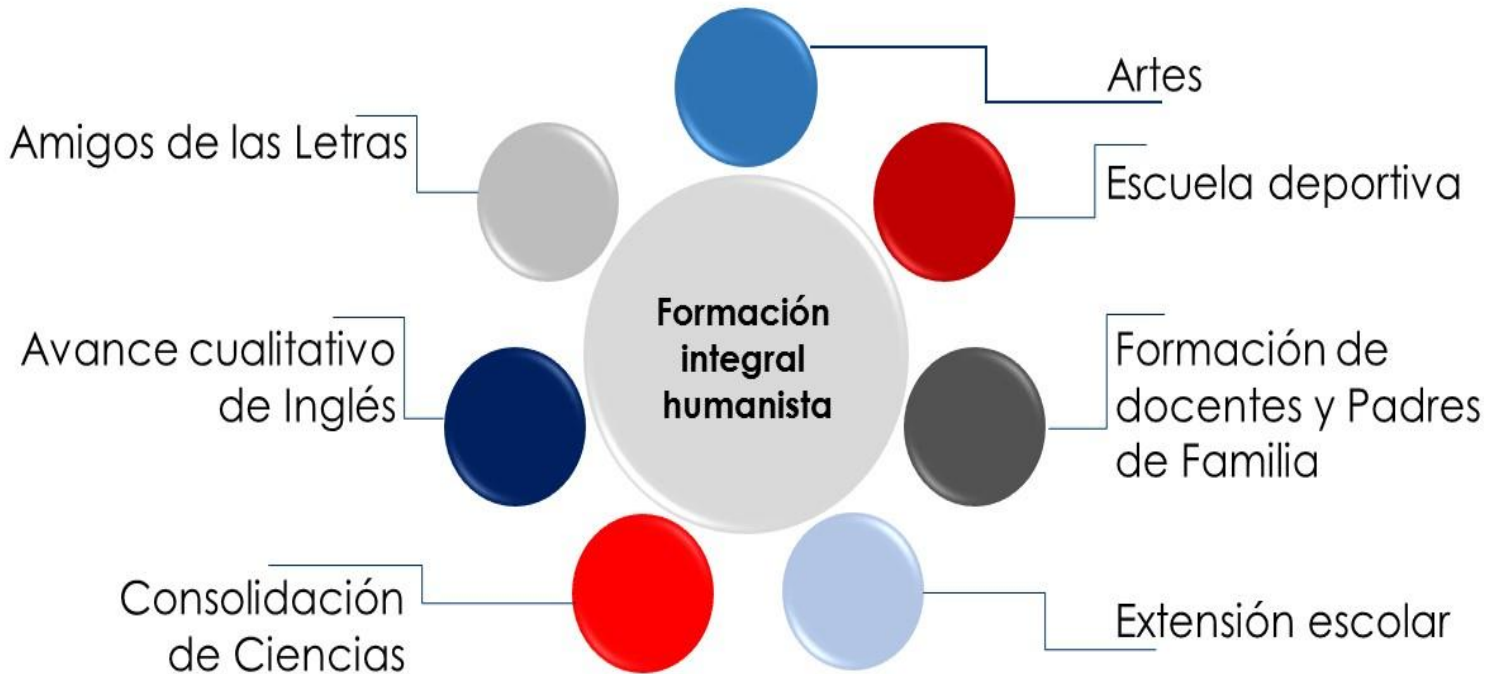 Artes
Amigos de las Letras
Escuela deportiva
Formación
integral
humanista
Avance cualitativo
de Inglés
Formación de
docentes y Padres
de Familia
Consolidación
de Ciencias
Extensión escolar